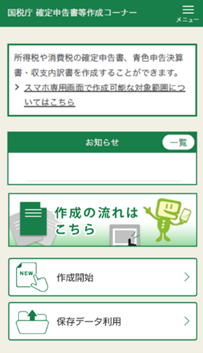 国税庁 確定申告書等作成コーナー
メニュー
所得税や消費税の確定申告書、青色申告決算
書・収支内訳書を作成することができます。
スマホ専用画面で作成可能な対象範囲につ
いてはこちら
お知らせ
一覧
作成の流れは
こちら
NEW
作成開始
保存データ利用